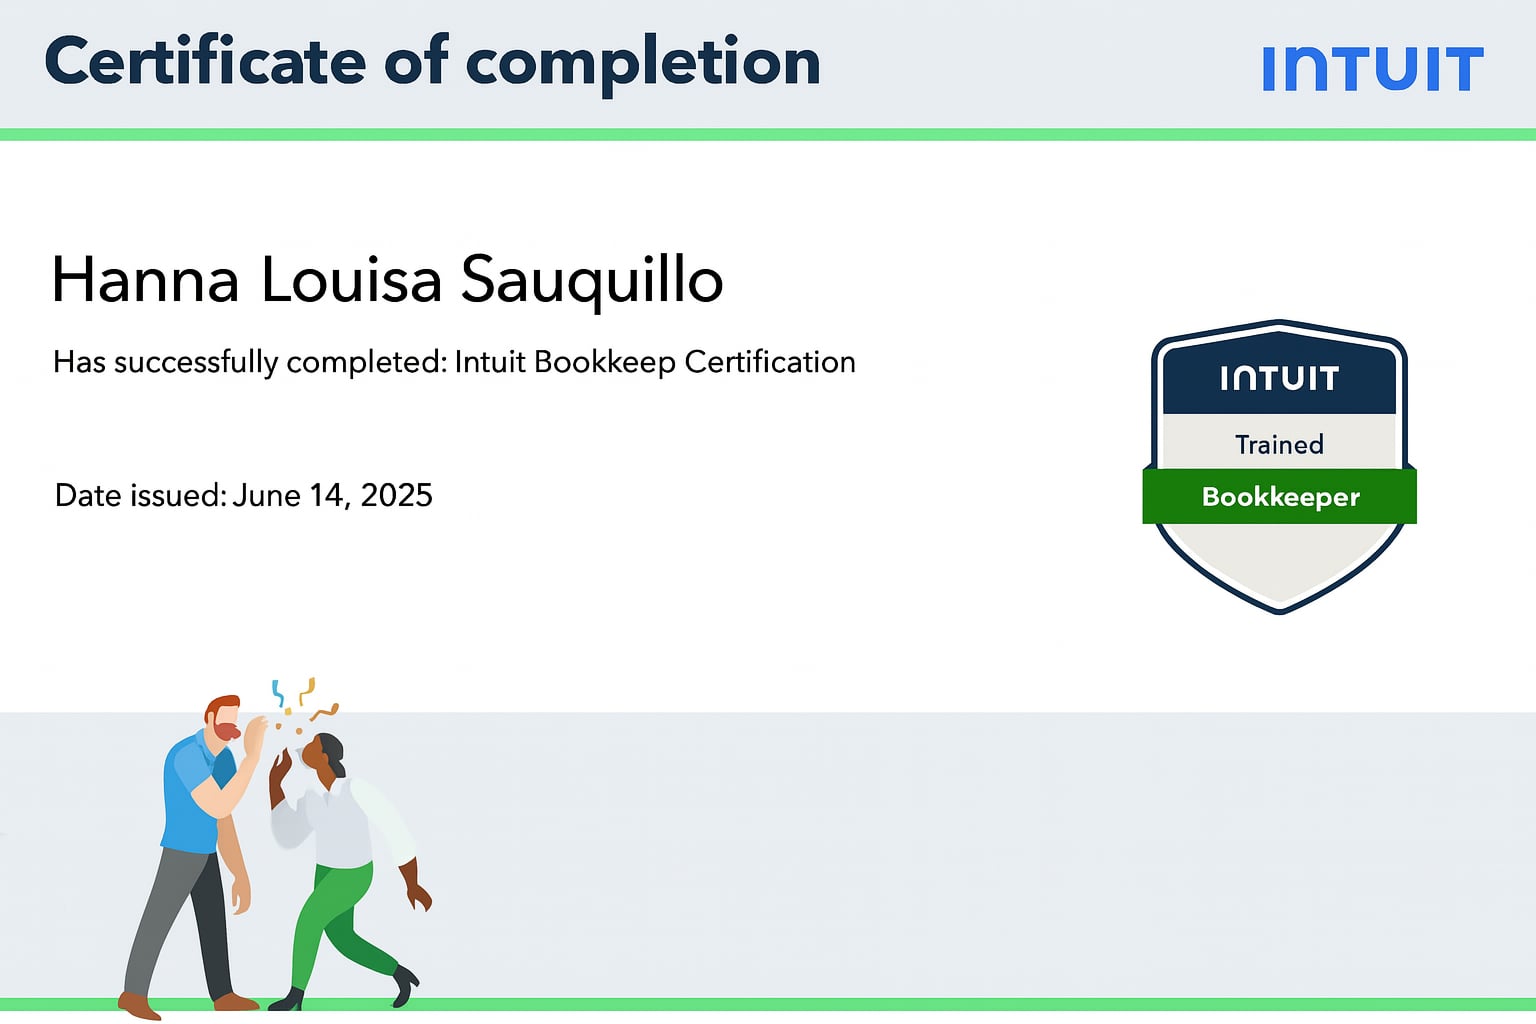 Certificate of completion
INTUIT
Hanna Louisa Sauquillo
Has successfully completed: Intuit Bookkeep Certification
INTUIT
Trained
Bookkeeper
Date issued: June 14, 2025